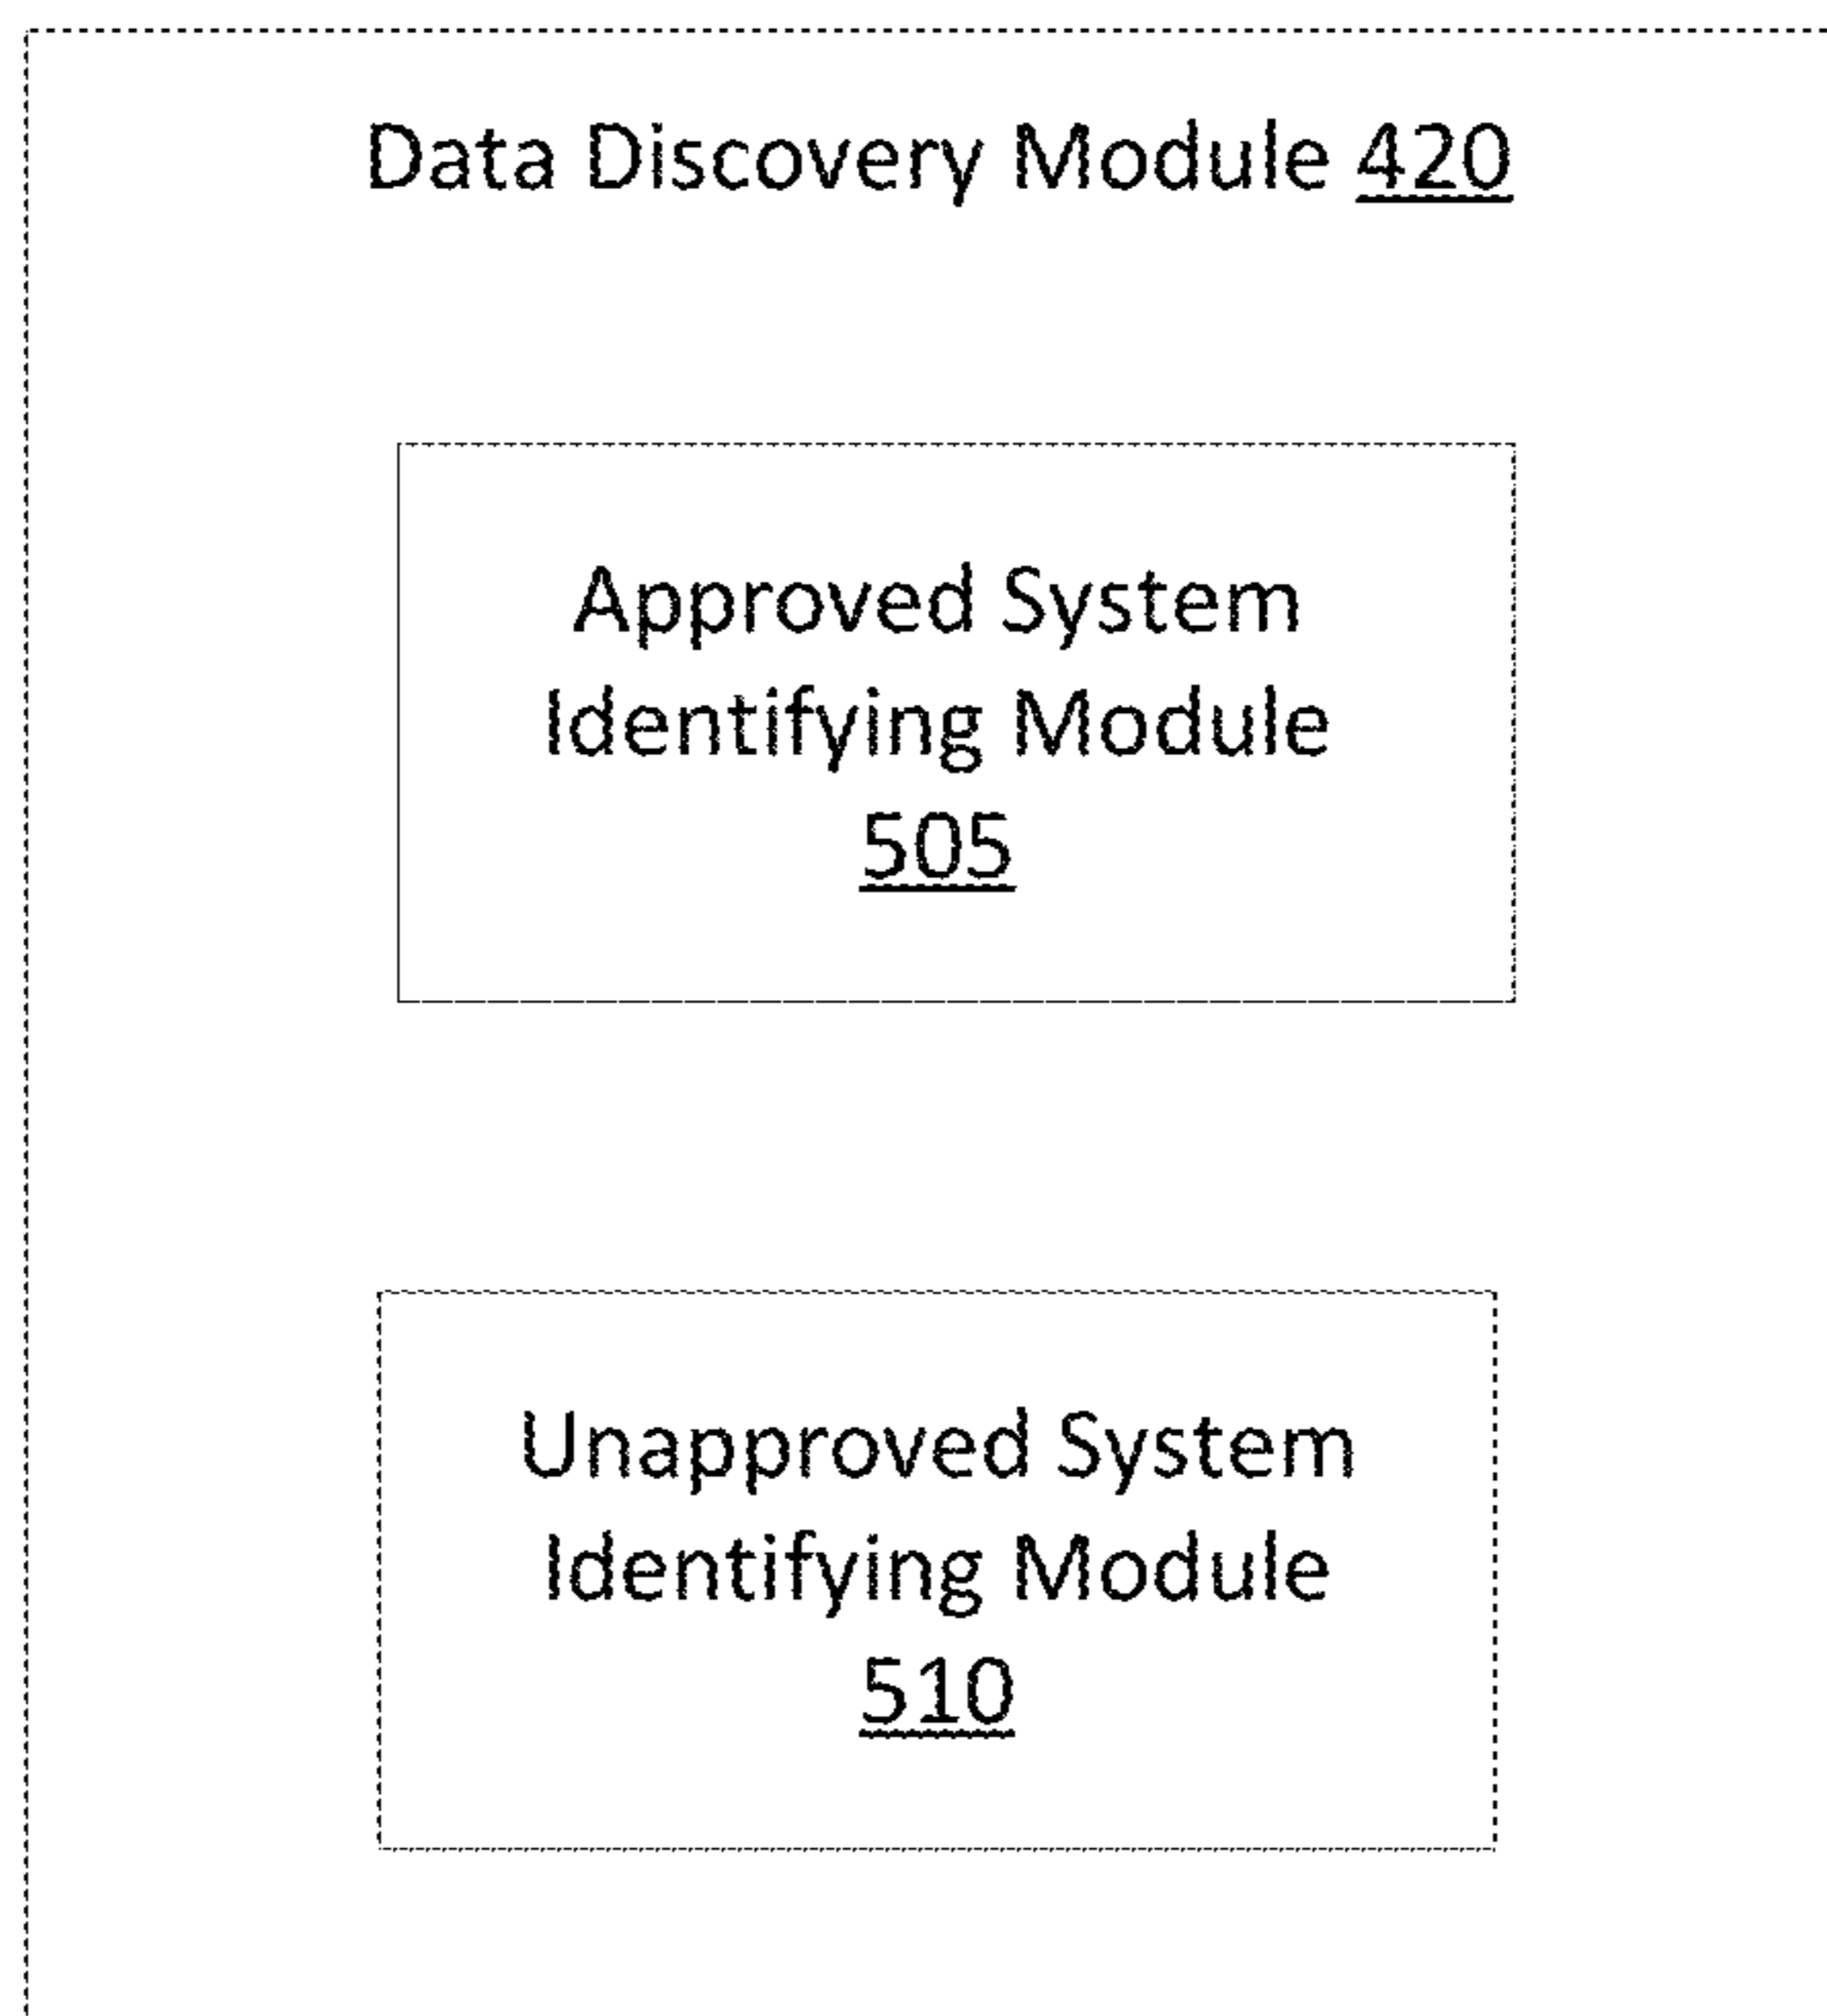 Data Discovery Module 420
Approved System
Identifying Module
505
Unapproved System
Identifying Module
510